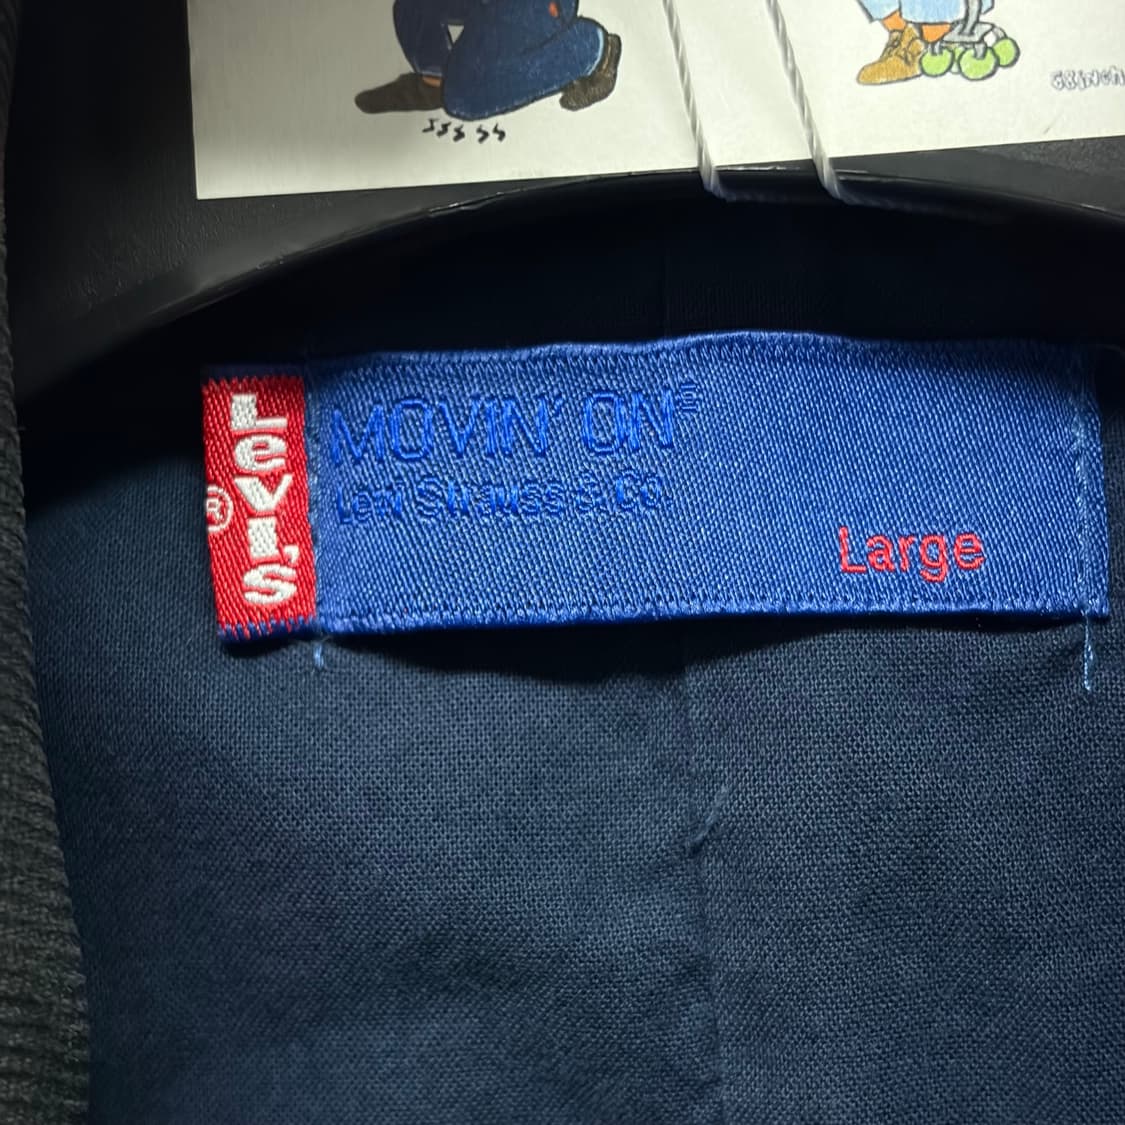 Levi's
®
MOVIN' ON®
Levi Strauss & Co.
Large